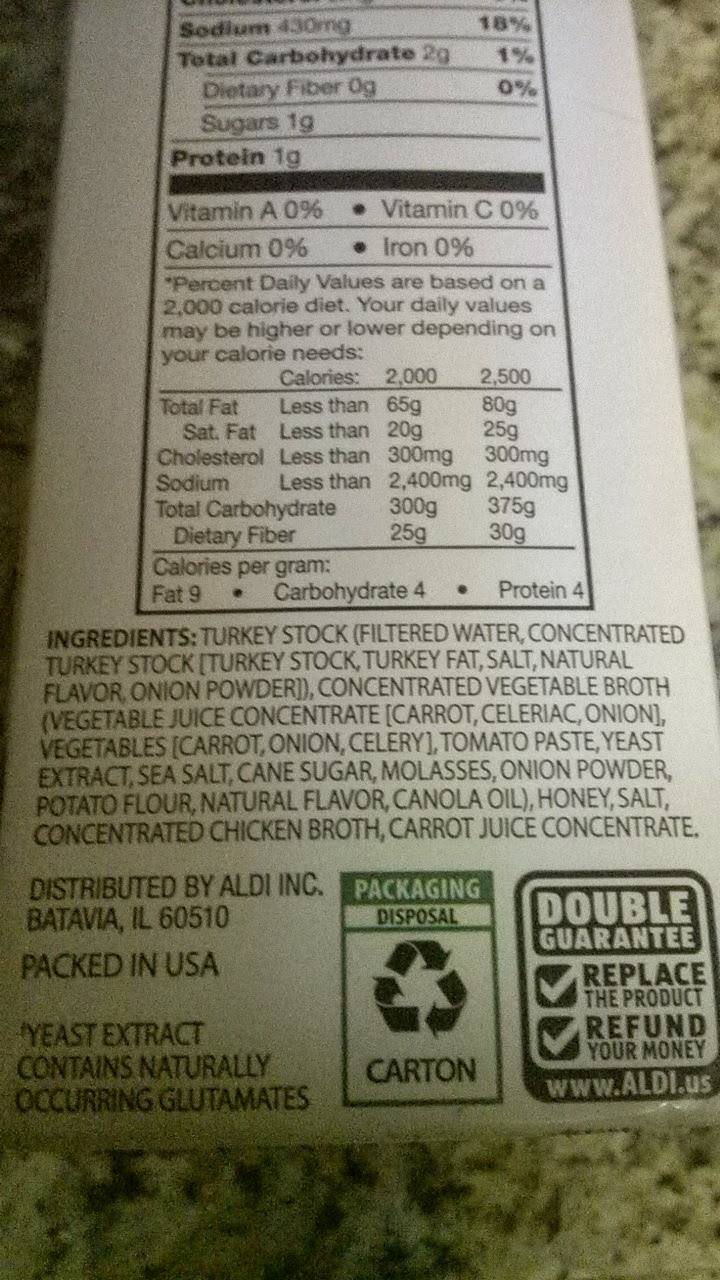 Sodium 430mg 18%
Total Carbohydrate 2g 1%
Dietary Fiber 0g 0%
Sugars 1g
Protein 1g
Vitamin A 0% • Vitamin C 0%
Calcium 0% • Iron 0%
*Percent Daily Values are based on a
2,000 calorie diet. Your daily values
may be higher or lower depending on
your calorie needs:
Calories: 2,000 2,500
Total Fat Less than 65g 80g
Sat. Fat Less than 20g 25g
Cholesterol Less than 300mg 300mg
Sodium Less than 2,400mg 2,400mg
Total Carbohydrate 300g 375g
Dietary Fiber 25g 30g
Calories per gram:
Fat 9 • Carbohydrate 4 • Protein 4
INGREDIENTS: TURKEY STOCK (FILTERED WATER, CONCENTRATED
TURKEY STOCK [TURKEY STOCK, TURKEY FAT, SALT, NATURAL
FLAVOR, ONION POWDER]), CONCENTRATED VEGETABLE BROTH
(VEGETABLE JUICE CONCENTRATE [CARROT, CELERIAC, ONION],
VEGETABLES [CARROT, ONION, CELERY], TOMATO PASTE, YEAST
EXTRACT, SEA SALT, CANE SUGAR, MOLASSES, ONION POWDER,
POTATO FLOUR, NATURAL FLAVOR, CANOLA OIL), HONEY, SALT,
CONCENTRATED CHICKEN BROTH, CARROT JUICE CONCENTRATE.
DISTRIBUTED BY ALDI INC.
BATAVIA, IL 60510
PACKED IN USA
YEAST EXTRACT
CONTAINS NATURALLY
OCCURRING GLUTAMATES
PACKAGING
DISPOSAL
CARTON
DOUBLE
GUARANTEE
REPLACE
THE PRODUCT
REFUND
YOUR MONEY
www.ALDI.us